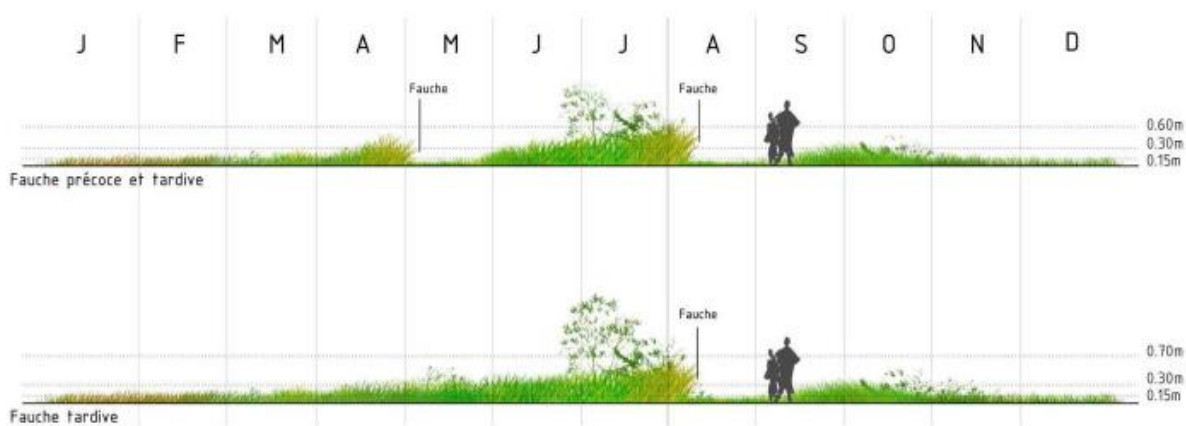 J F M A M J J A S O N D
Fauche Fauche
0.60m
0.30m
0.15m
Fauche précoce et tardive
Fauche
0.70m
0.30m
0.15m
Fauche tardive